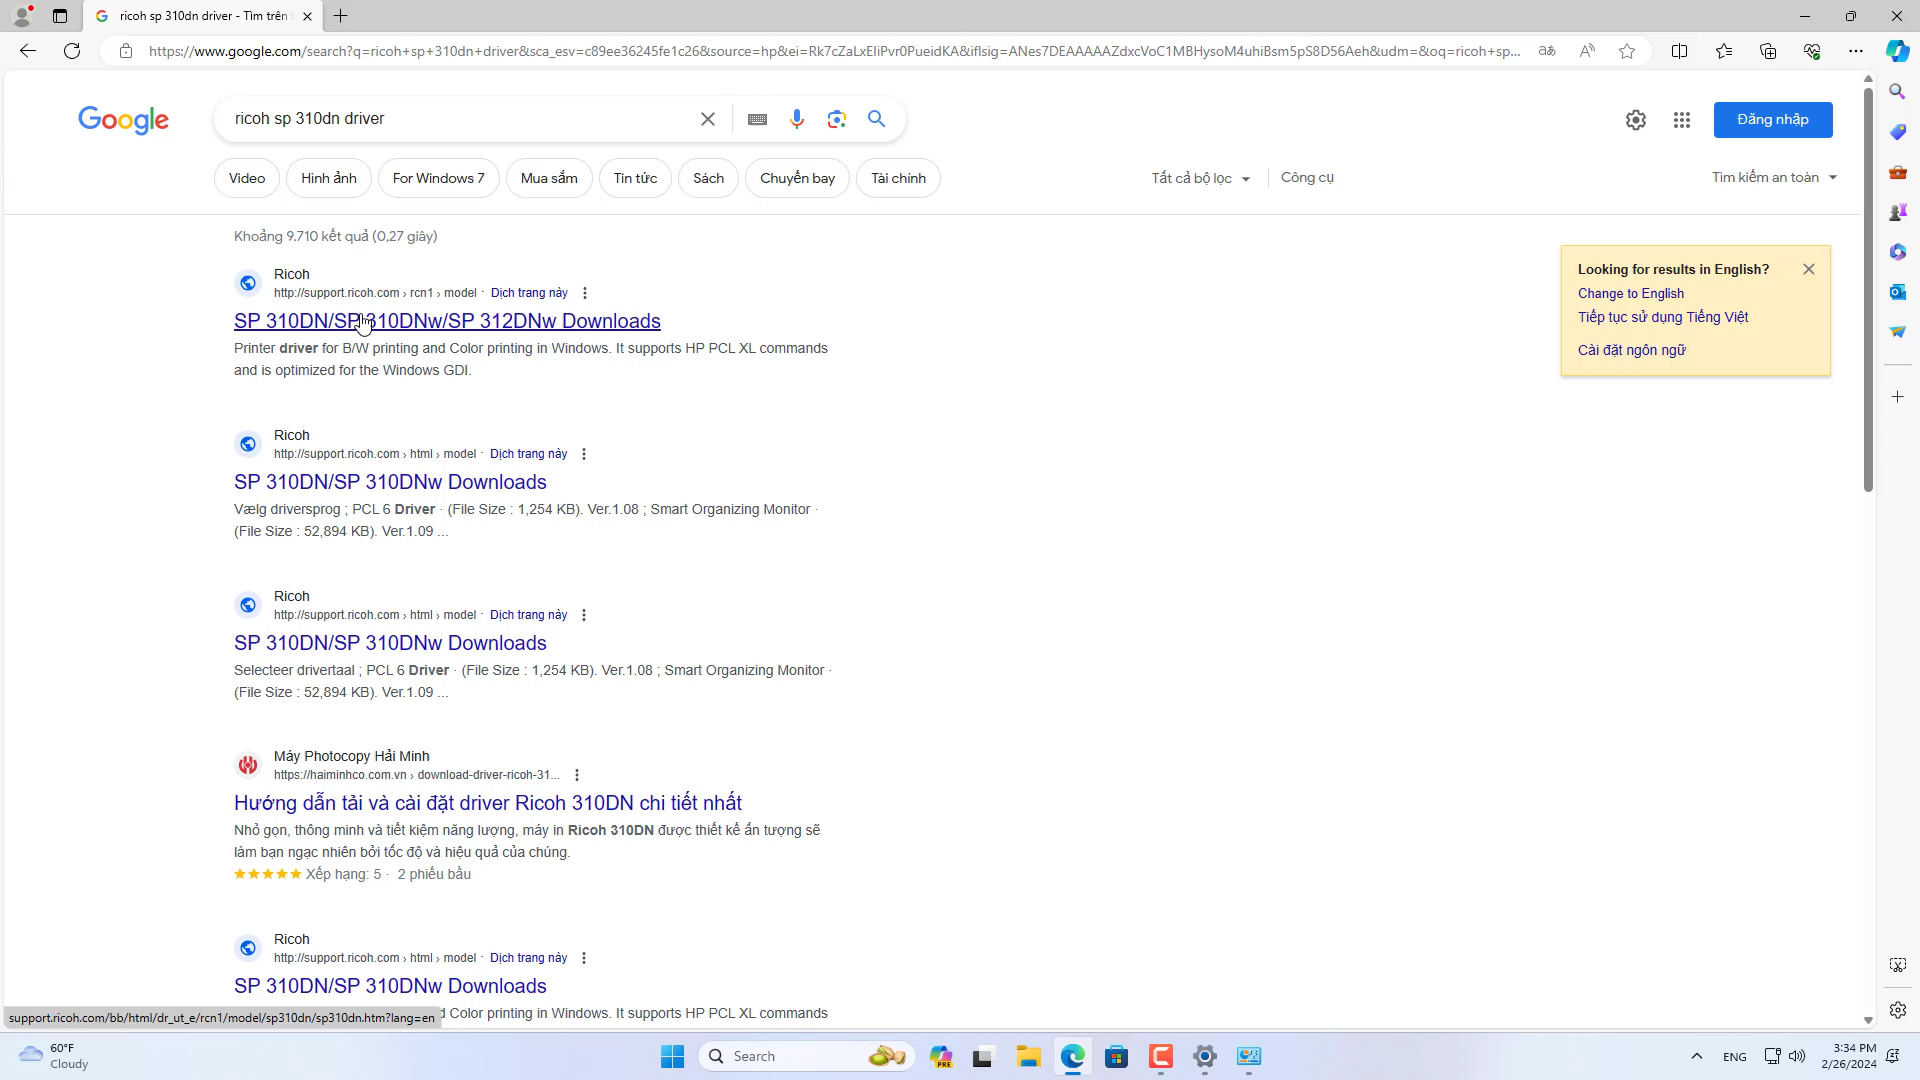 ricoh sp 310dn driver - Tìm trên
https://www.google.com/search?q=ricoh+sp+310dn+driver&sca_esv=c89ee36245fe1c26&source=hp&ei=Rk7cZaLxEIiPvr0PueidKA&iflsig=ANes7DEAAAAAZdxcVoC1MBHysoM4uhiBsm5pS8D56Aeh&udm=&oq=ricoh+sp...
Google
ricoh sp 310dn driver
Đăng nhập
Video
Hình ảnh
For Windows 7
Mua sắm
Tin tức
Sách
Chuyến bay
Tài chính
Tất cả bộ lọc
Công cụ
Tìm kiếm an toàn
Khoảng 9.710 kết quả (0,27 giây)
Looking for results in English?
Change to English
Tiếp tục sử dụng Tiếng Việt
Cài đặt ngôn ngữ
Ricoh
http://support.ricoh.com › rcn1 › model · Dịch trang này
SP 310DN/SP 310DNw/SP 312DNw Downloads
Printer driver for B/W printing and Color printing in Windows. It supports HP PCL XL commands
and is optimized for the Windows GDI.
Ricoh
http://support.ricoh.com › html › model · Dịch trang này
SP 310DN/SP 310DNw Downloads
Vælg driversprog ; PCL 6 Driver · (File Size : 1,254 KB). Ver.1.08 ; Smart Organizing Monitor ·
(File Size : 52,894 KB). Ver.1.09 ...
Ricoh
http://support.ricoh.com › html › model · Dịch trang này
SP 310DN/SP 310DNw Downloads
Selecteer drivertaal ; PCL 6 Driver · (File Size : 1,254 KB). Ver.1.08 ; Smart Organizing Monitor ·
(File Size : 52,894 KB). Ver.1.09 ...
Máy Photocopy Hải Minh
https://haiminhco.com.vn › download-driver-ricoh-31...
Hướng dẫn tải và cài đặt driver Ricoh 310DN chi tiết nhất
Nhỏ gọn, thông minh và tiết kiệm năng lượng, máy in Ricoh 310DN được thiết kế ấn tượng sẽ
làm bạn ngạc nhiên bởi tốc độ và hiệu quả của chúng.
Xếp hạng: 5 · 2 phiếu bầu
Ricoh
http://support.ricoh.com › html › model · Dịch trang này
SP 310DN/SP 310DNw Downloads
d Color printing in Windows. It supports HP PCL XL commands
support.ricoh.com/bb/html/dr_ut_e/rcn1/model/sp310dn/sp310dn.htm?lang=en
60°F
Cloudy
Search
PRE
ENG
3:34 PM
2/26/2024